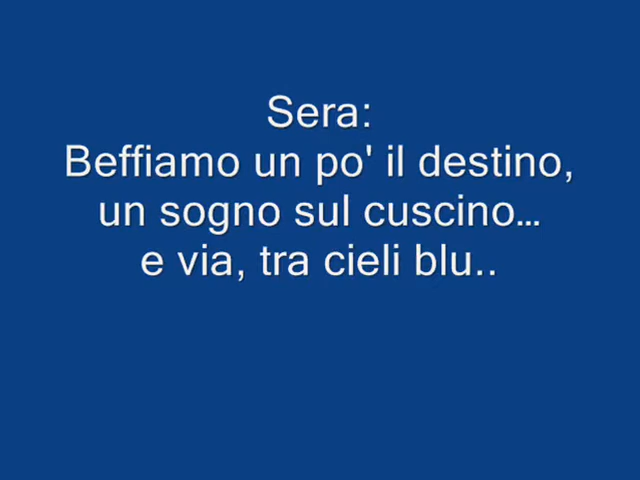 Sera:
Beffiamo un po' il destino,
un sogno sul cuscino...
e via, tra cieli blu..